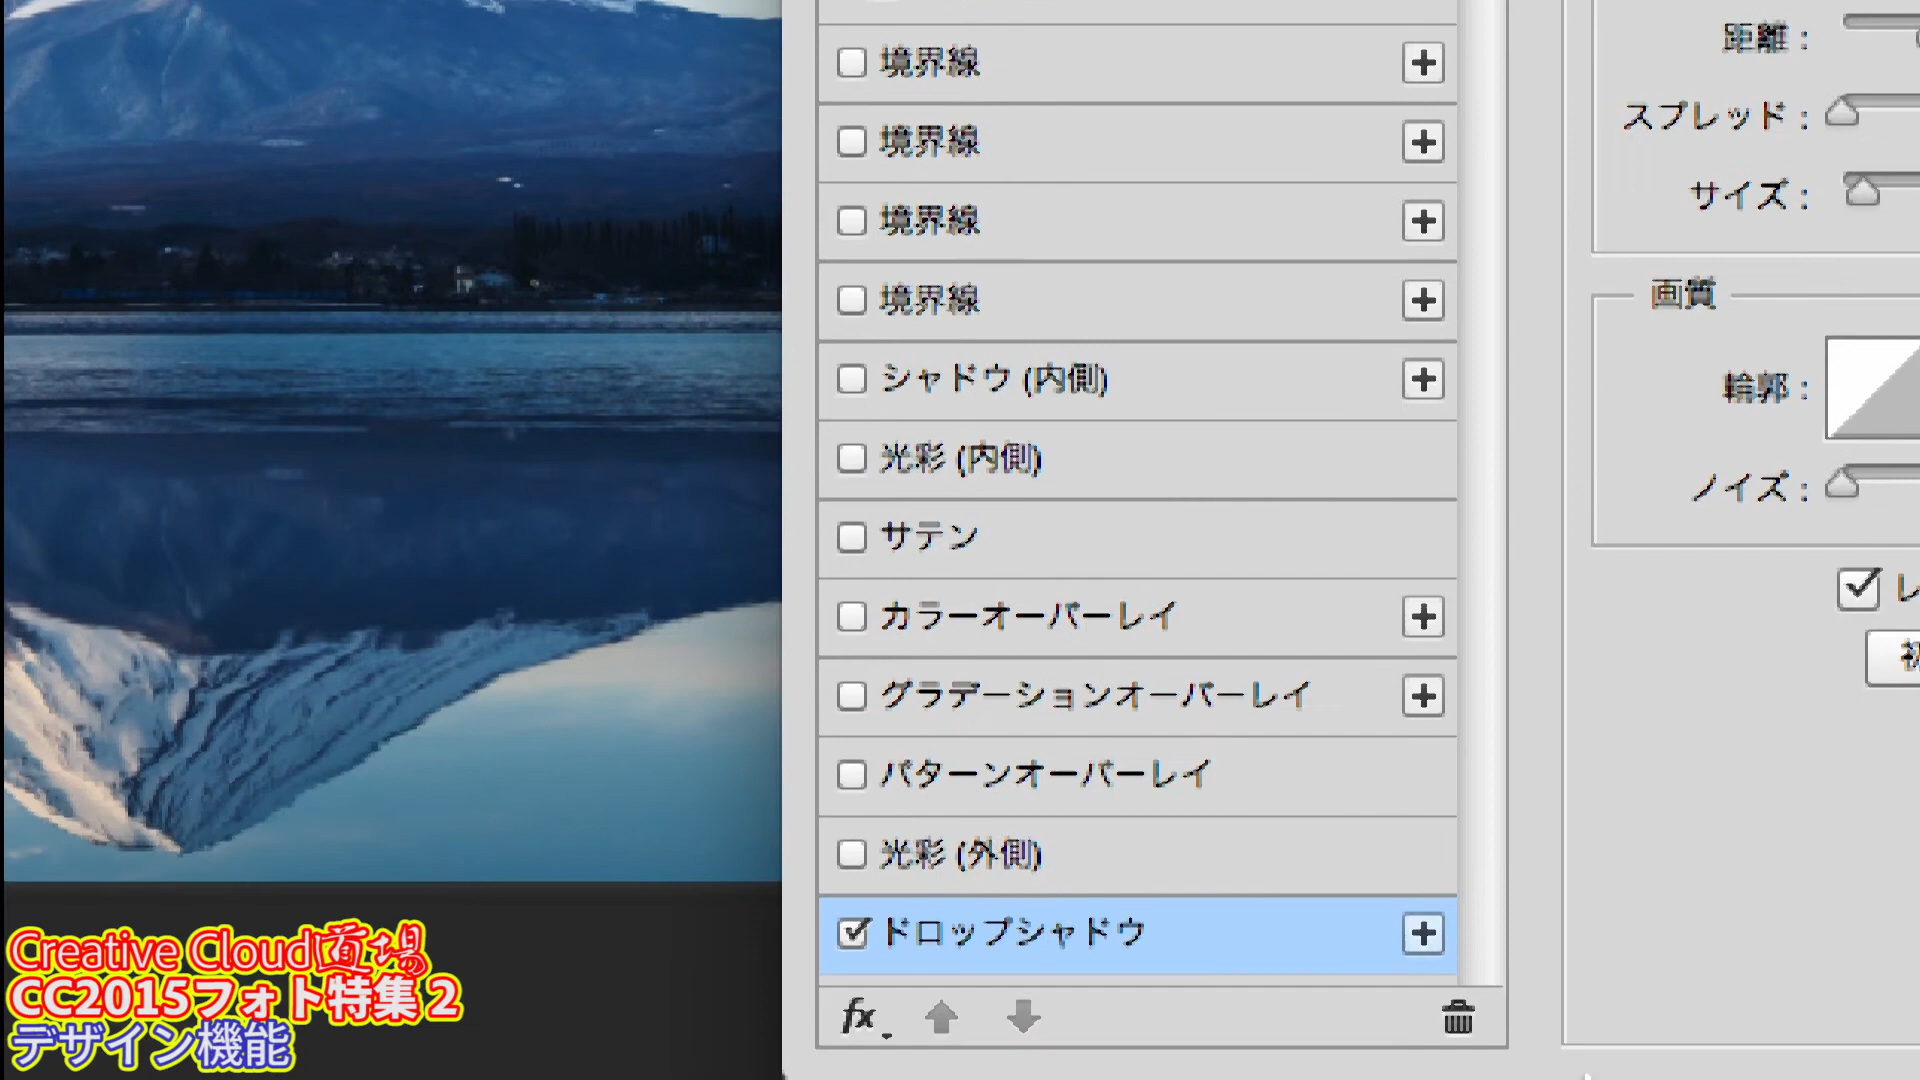 境界線
境界線
境界線
境界線
シャドウ (内側)
光彩 (内側)
サテン
カラーオーバーレイ
グラデーションオーバーレイ
パターンオーバーレイ
光彩 (外側)
ドロップシャドウ
fx
距離 :
スプレッド :
サイズ :
画質
輪郭 :
ノイズ :
レ
初
Creative Cloud道場
CC2015フォト特集 2
デザイン機能